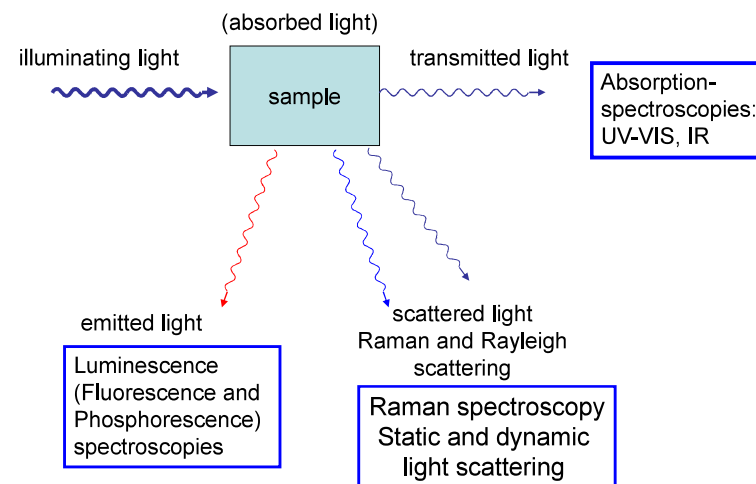 (absorbed light)
illuminating light
transmitted light
sample
Absorption-
spectroscopies:
UV-VIS, IR
emitted light
Luminescence
(Fluorescence and
Phosphorescence)
spectroscopies
scattered light
Raman and Rayleigh
scattering
Raman spectroscopy
Static and dynamic
light scattering